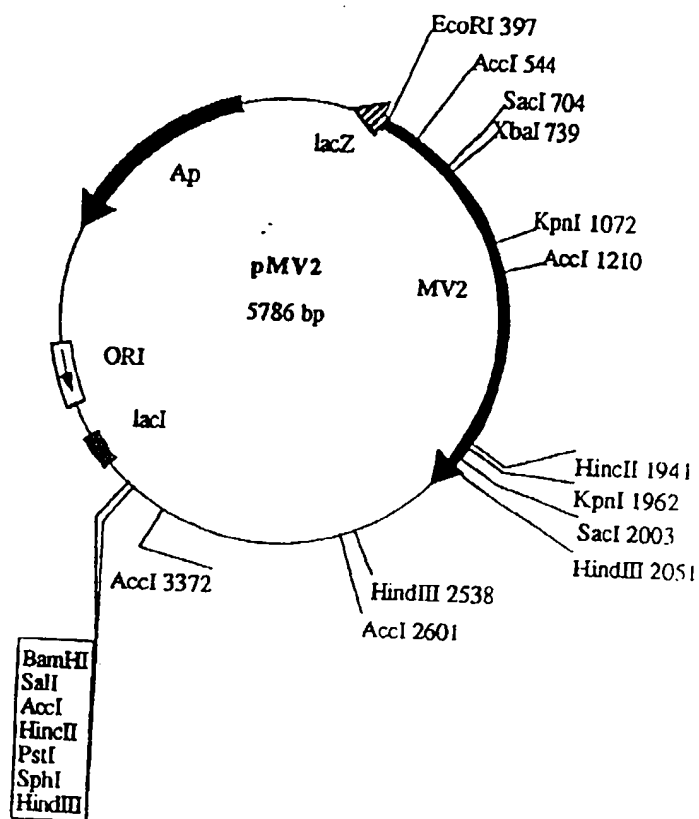 EcoRI 397
AccI 544
SacI 704
XbaI 739
lacZ
Ap
KpnI 1072
AccI 1210
pMV2
5786 bp
MV2
ORI
lacI
HincII 1941
KpnI 1962
SacI 2003
HindIII 2051
AccI 3372
HindIII 2538
AccI 2601
BamHI
SalI
AccI
HincII
PstI
SphI
HindIII